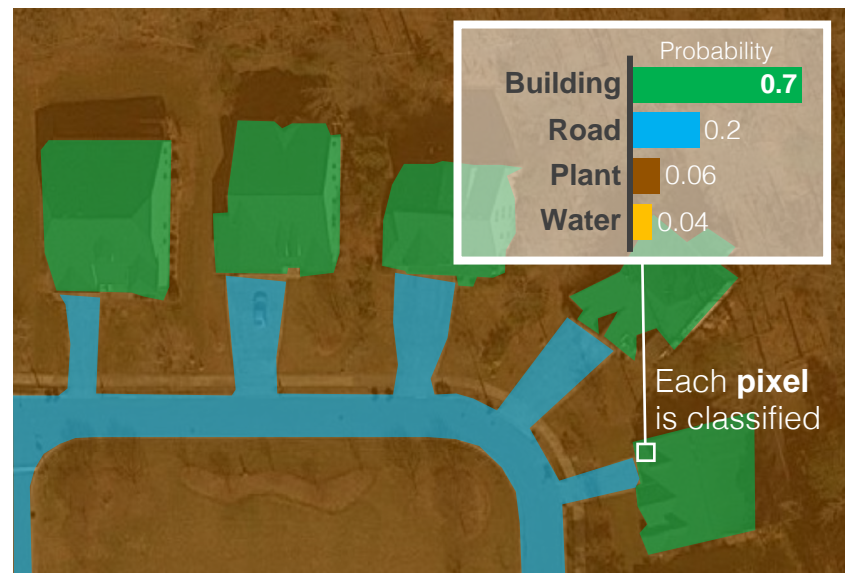 Probability
Building 0.7
Road 0.2
Plant 0.06
Water 0.04
Each pixel
is classified